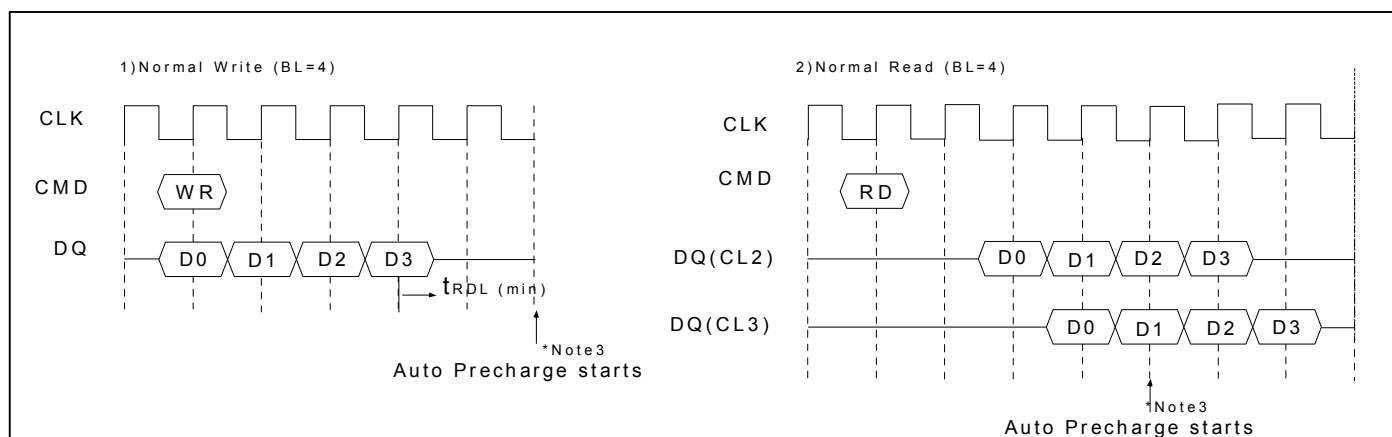 1)Normal Write (BL=4)
CLK
CMD
WR
DQ
D0 D1 D2 D3
tRDL (min)
*Note3
Auto Precharge starts
2)Normal Read (BL=4)
CLK
CMD
RD
DQ(CL2)
D0 D1 D2 D3
DQ(CL3)
D0 D1 D2 D3
*Note3
Auto Precharge starts